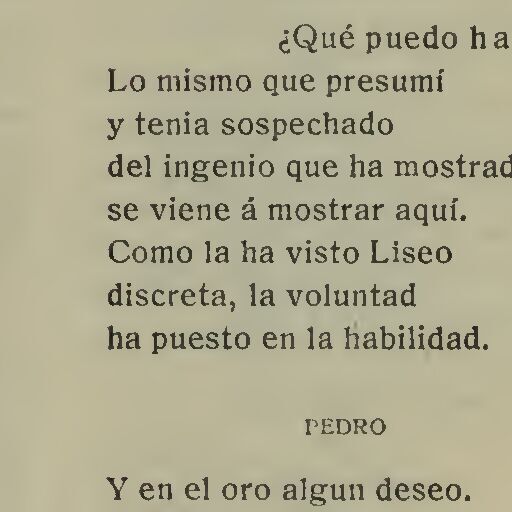 ¿Qué puedo ha
Lo mismo que presumí
y tenia sospechado
del ingenio que ha mostrad
se viene á mostrar aquí.
Como la ha visto Liseo
discreta, la voluntad
ha puesto en la habilidad.
PEDRO
Y en el oro algun deseo.